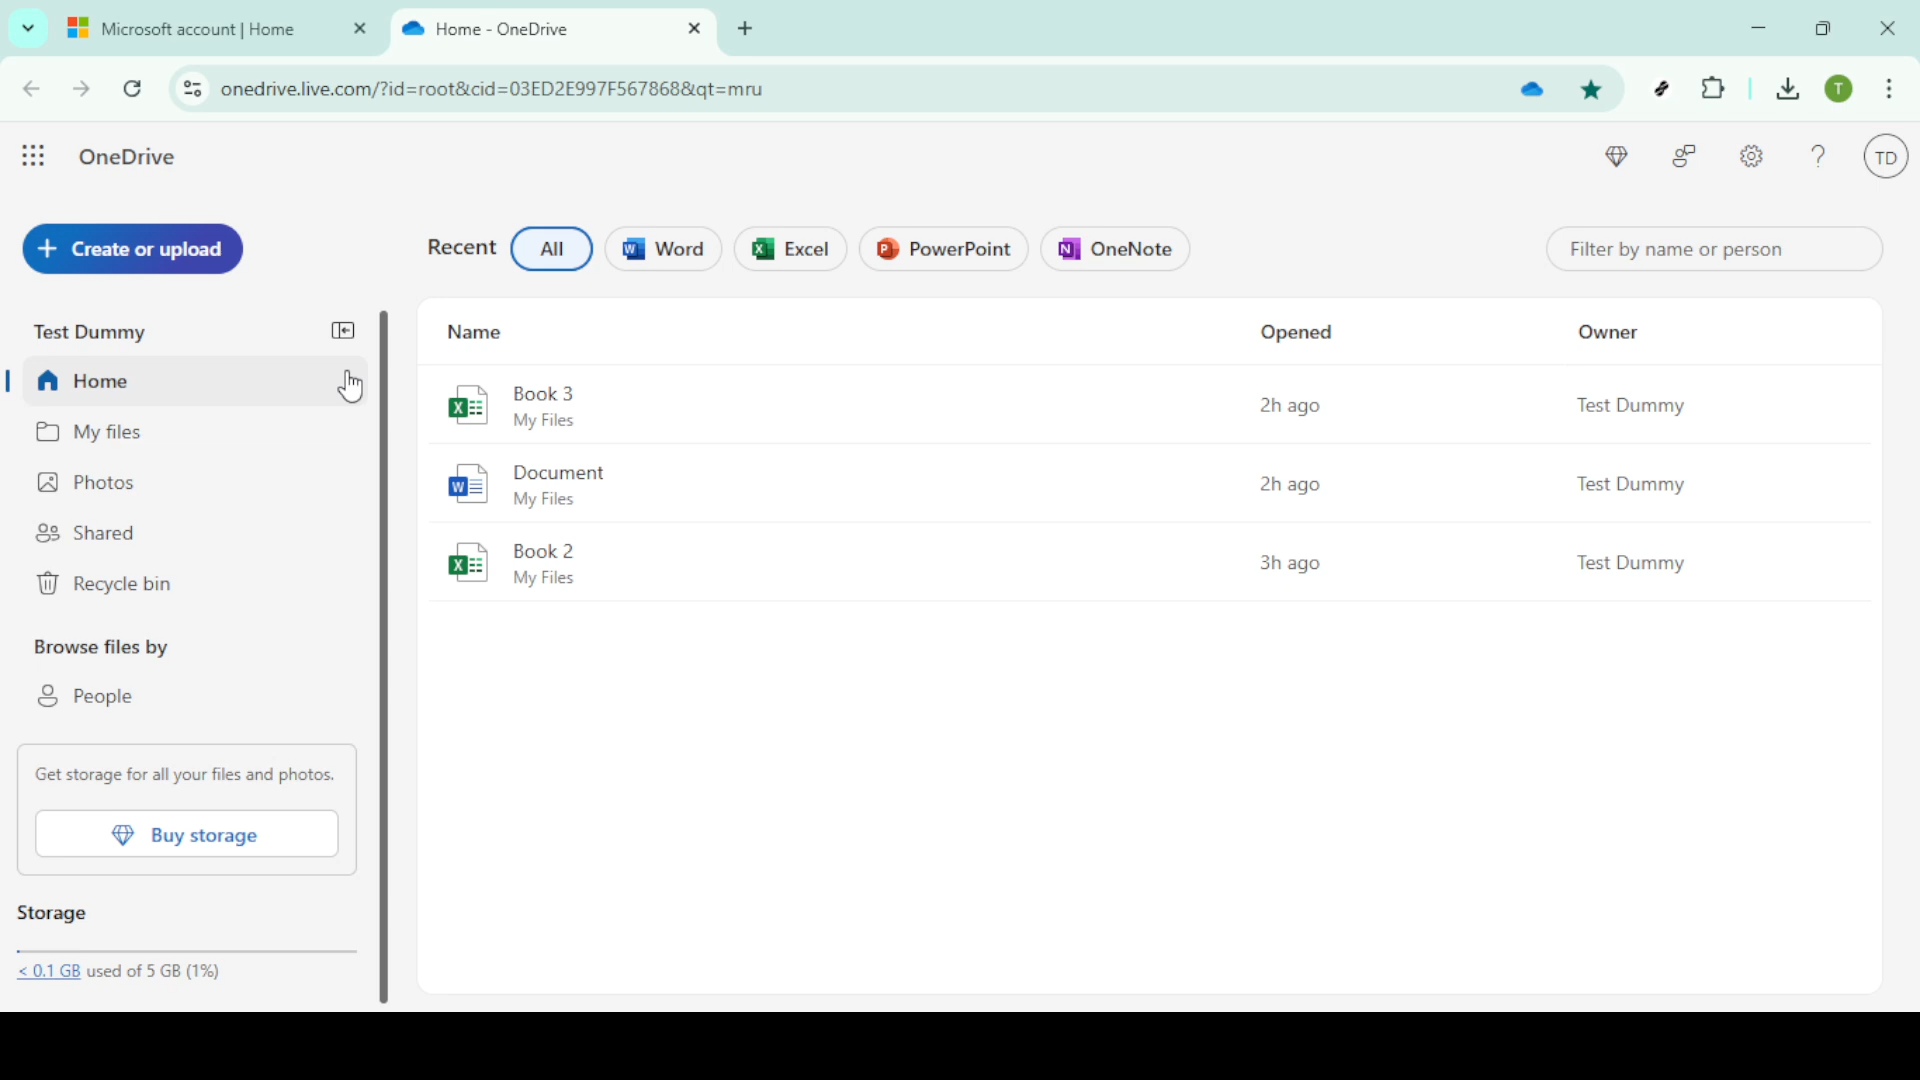 Microsoft account | Home
Home - OneDrive
onedrive.live.com/?id=root&cid=03ED2E997F567868&qt=mru
T
OneDrive
TD
Create or upload
Recent
All
Word
Excel
PowerPoint
OneNote
Filter by name or person
Test Dummy
Home
My files
Photos
Shared
Recycle bin
Browse files by
People
Get storage for all your files and photos.
Buy storage
Storage
< 0.1 GB used of 5 GB (1%)
Name Opened Owner
Book 3
My Files
2h ago
Test Dummy
Document
My Files
2h ago
Test Dummy
Book 2
My Files
3h ago
Test Dummy